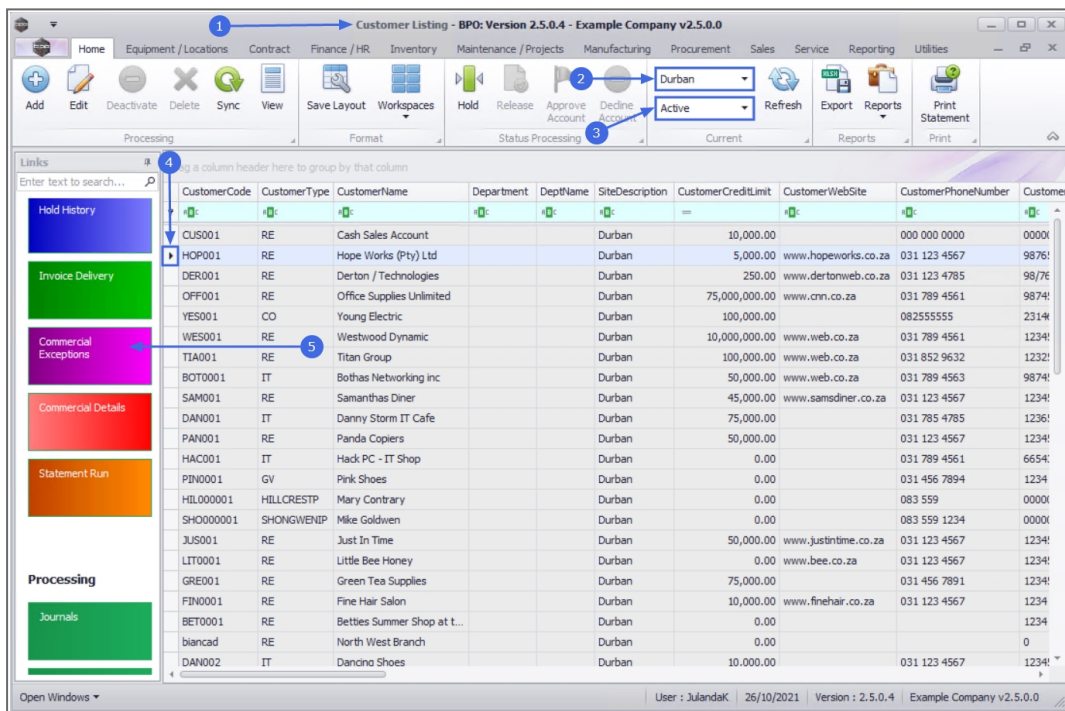 1
Customer Listing - BPO: Version 2.5.0.4 - Example Company v2.5.0.0
Home Equipment / Locations Contract Finance / HR Inventory Maintenance / Projects Manufacturing Procurement Sales Service Reporting Utilities
2 Durban
Add Edit Deactivate Delete Sync View Save Layout Workspaces Hold Release Approve Account Decline Account Refresh Export Reports Print Statement
3 Active
Processing Format Status Processing Current Reports Print
Links
4 a column header here to group by that column
Enter text to search...
CustomerCode CustomerType CustomerName Department DeptName SiteDescription CustomerCreditLimit CustomerWebSite CustomerPhoneNumber Customer
Hold History
CUS001 RE Cash Sales Account Durban 10,000.00 000 000 0000
HOP001 RE Hope Works (Pty) Ltd Durban 5,000.00 www.hopeworks.co.za 031 123 4567
Invoice Delivery
DER001 RE Derton / Technologies Durban 250.00 www.dertonweb.co.za 031 123 4785
OFF001 RE Office Supplies Unlimited Durban 75,000,000.00 www.cnn.co.za 031 789 4561
YES001 CO Young Electric Durban 100,000.00 082555555
Commercial Exceptions 5
WES001 RE Westwood Dynamic Durban 10,000,000.00 www.web.co.za 031 789 4561
TIA001 RE Titan Group Durban 100,000.00 www.web.co.za 031 852 9632
BOT0001 IT Bothas Networking inc Durban 50,000.00 www.web.co.za 031 789 4563
SAM001 RE Samanthas Diner Durban 45,000.00 www.samsdiner.co.za 031 123 4567
Commercial Details
DAN001 IT Danny Storm IT Cafe Durban 75,000.00 031 785 4785
PAN001 RE Panda Copiers Durban 50,000.00 031 123 4567
HAC001 IT Hack PC - IT Shop Durban 0.00 031 789 4561
Statement Run
PIN0001 GV Pink Shoes Durban 0.00 031 456 7894 1234
HIL000001 HILLCRESTP Mary Contrary Durban 0.00 083 559
SHO000001 SHONGWENIP Mike Goldwen Durban 0.00 083 559 1234
JUS001 RE Just In Time Durban 50,000.00 www.justintime.co.za 031 123 4567
LIT0001 RE Little Bee Honey Durban 0.00 www.bee.co.za 031 123 4567
Processing
GRE001 RE Green Tea Supplies Durban 75,000.00 031 456 7891
FIN0001 RE Fine Hair Salon Durban 10,000.00 www.finehair.co.za 031 123 4567 1234
Journals
BET0001 RE Betties Summer Shop at t... Durban 0.00 1234
biancad RE North West Branch Durban 0.00 0
DAN002 IT Dancing Shoes Durban 10.000.00 031 123 4567
Open Windows User : JulandaK 26/10/2021 Version : 2.5.0.4 Example Company v2.5.0.0